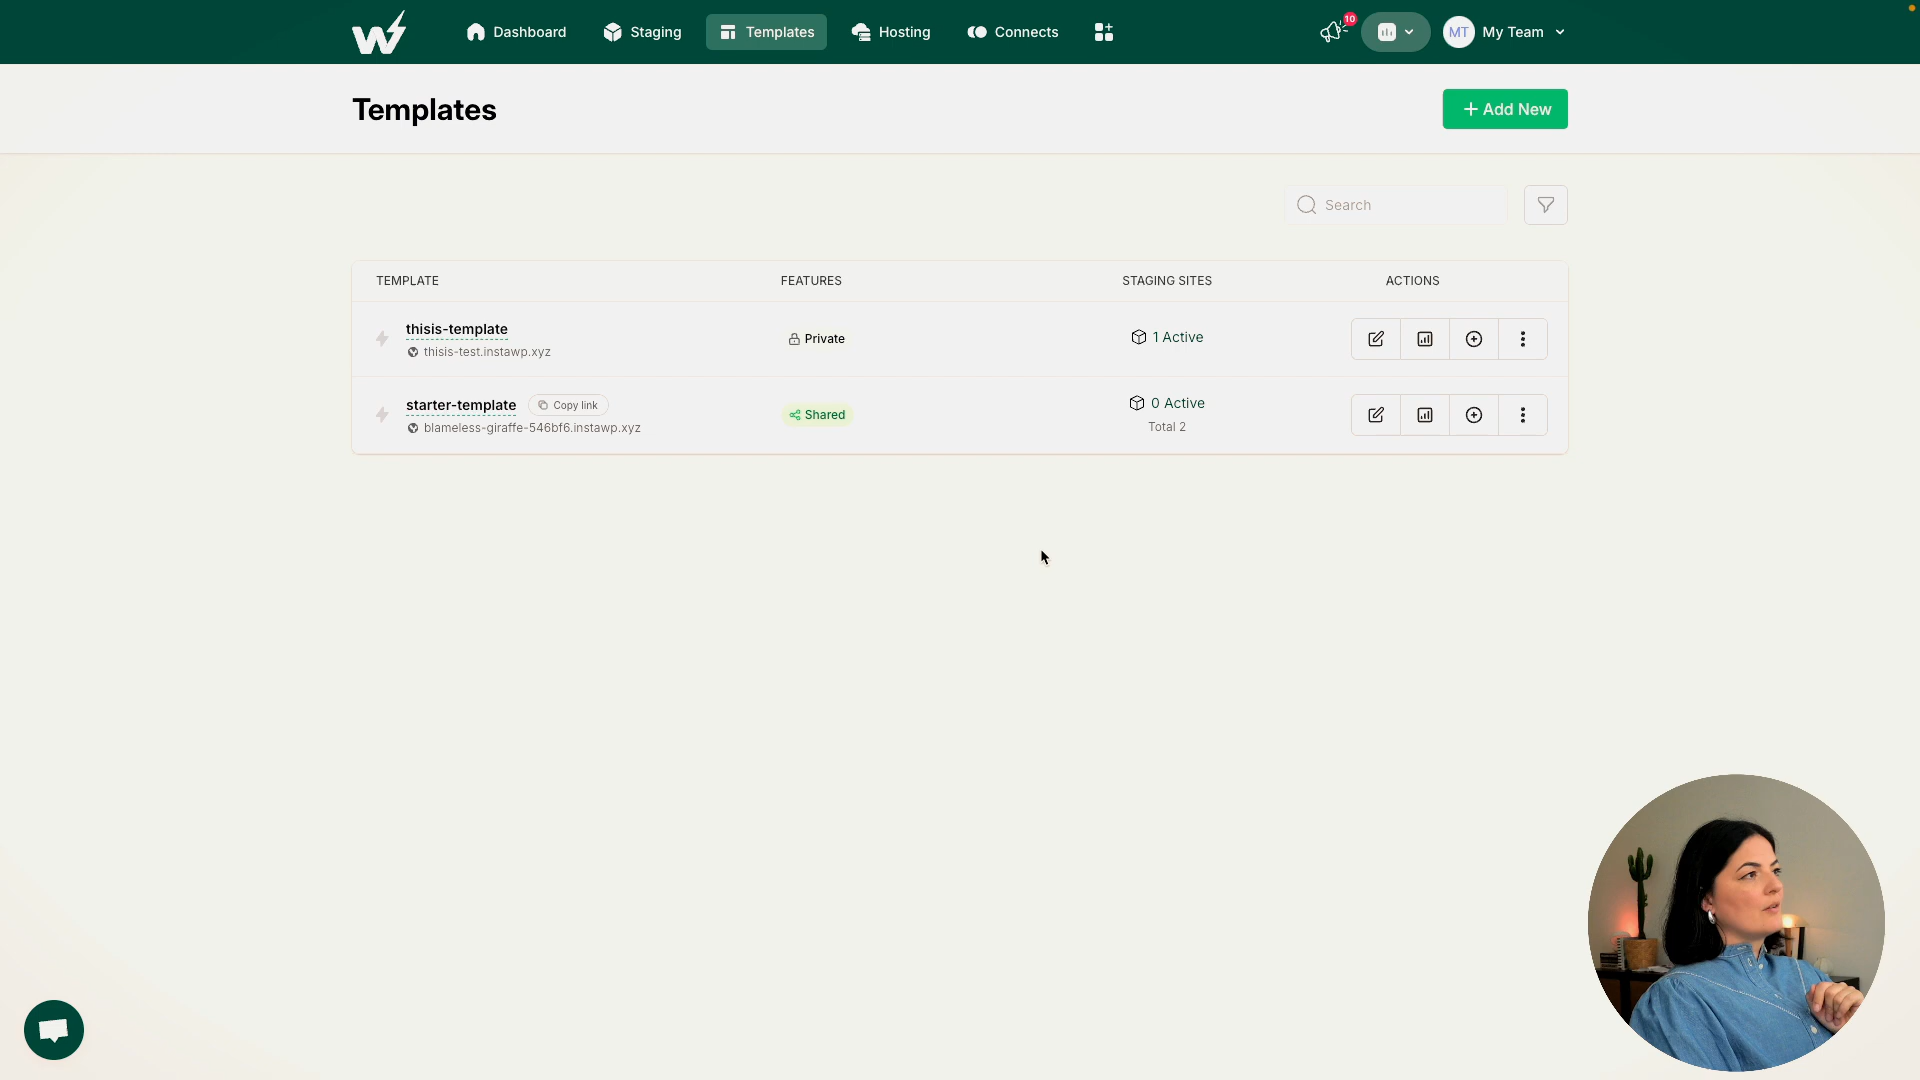 Dashboard Staging Templates Hosting Connects 10 MT My Team
Templates
Add New
Search
TEMPLATE FEATURES STAGING SITES ACTIONS
thisis-template
thisis-test.instawp.xyz
Private
1 Active
starter-template Copy link
blameless-giraffe-546bf6.instawp.xyz
Shared
0 Active
Total 2